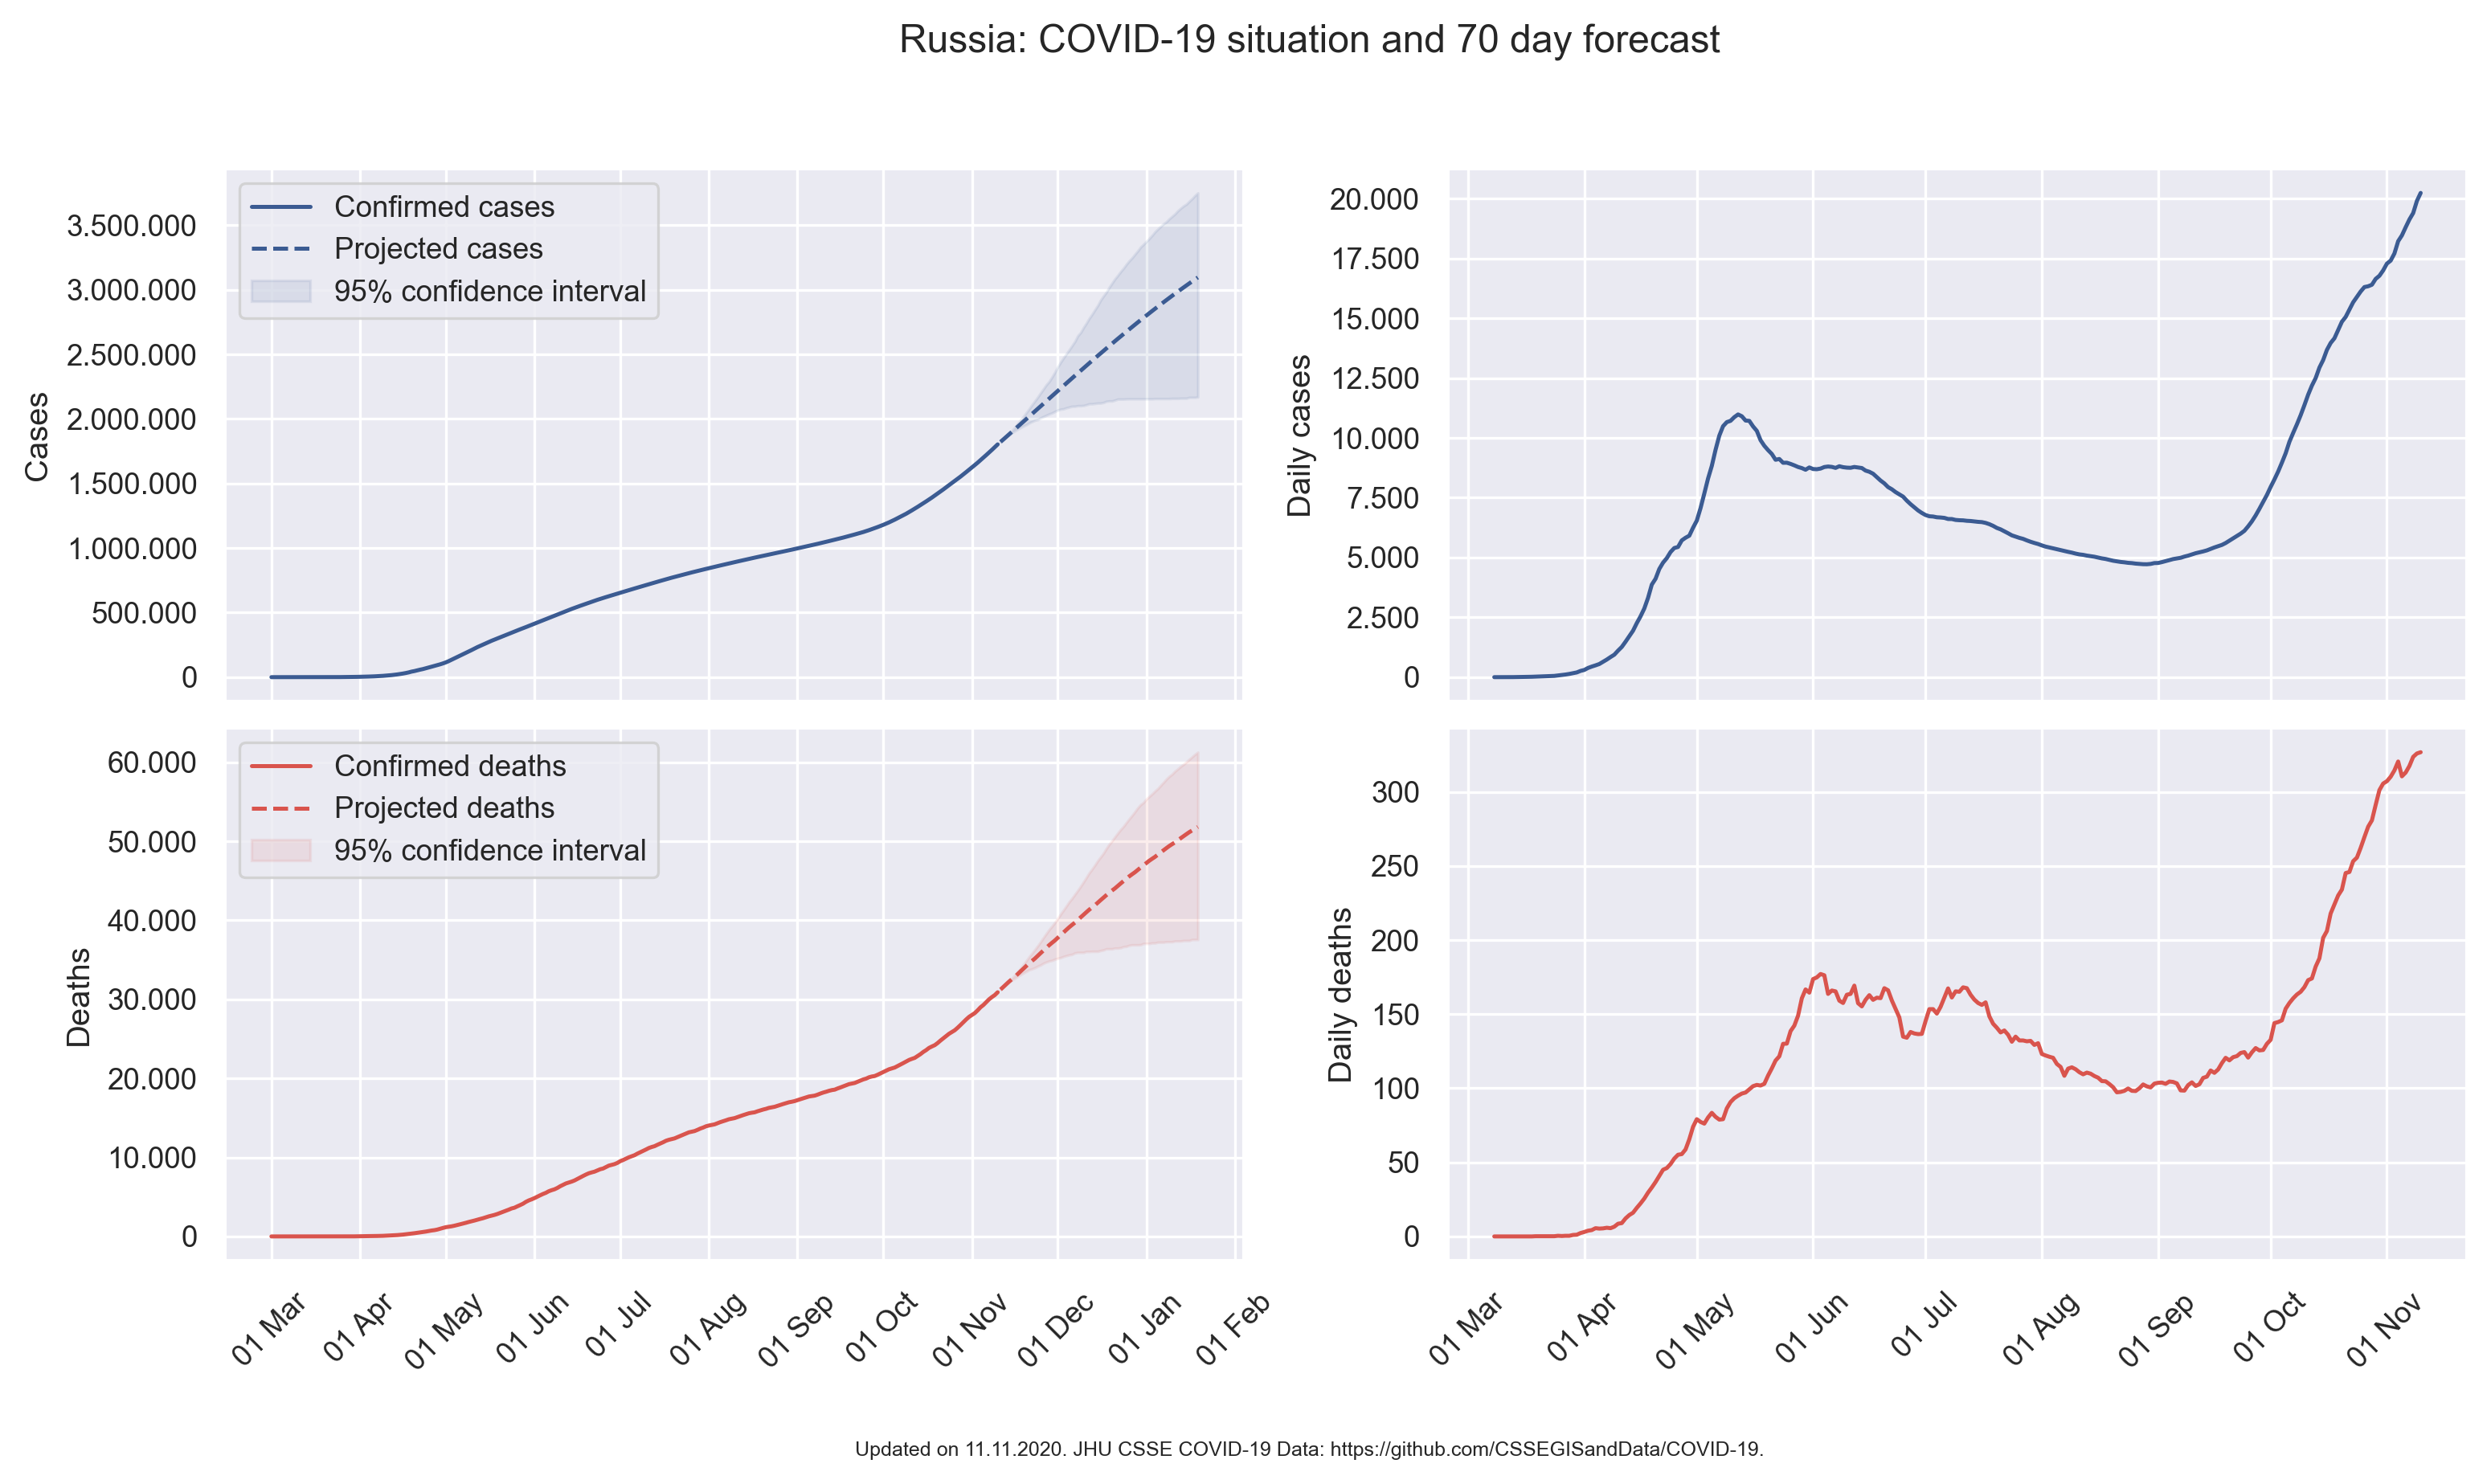 Russia: COVID-19 situation and 70 day forecast
Cases
3.500.000
3.000.000
2.500.000
2.000.000
1.500.000
1.000.000
500.000
0
Confirmed cases
Projected cases
95% confidence interval
Daily cases
20.000
17.500
15.000
12.500
10.000
7.500
5.000
2.500
0
Deaths
60.000
50.000
40.000
30.000
20.000
10.000
0
Confirmed deaths
Projected deaths
95% confidence interval
01 Mar
01 Apr
01 May
01 Jun
01 Jul
01 Aug
01 Sep
01 Oct
01 Nov
01 Dec
01 Jan
01 Feb
Daily deaths
300
250
200
150
100
50
0
01 Mar
01 Apr
01 May
01 Jun
01 Jul
01 Aug
01 Sep
01 Oct
01 Nov
Updated on 11.11.2020. JHU CSSE COVID-19 Data: https://github.com/CSSEGISandData/COVID-19.